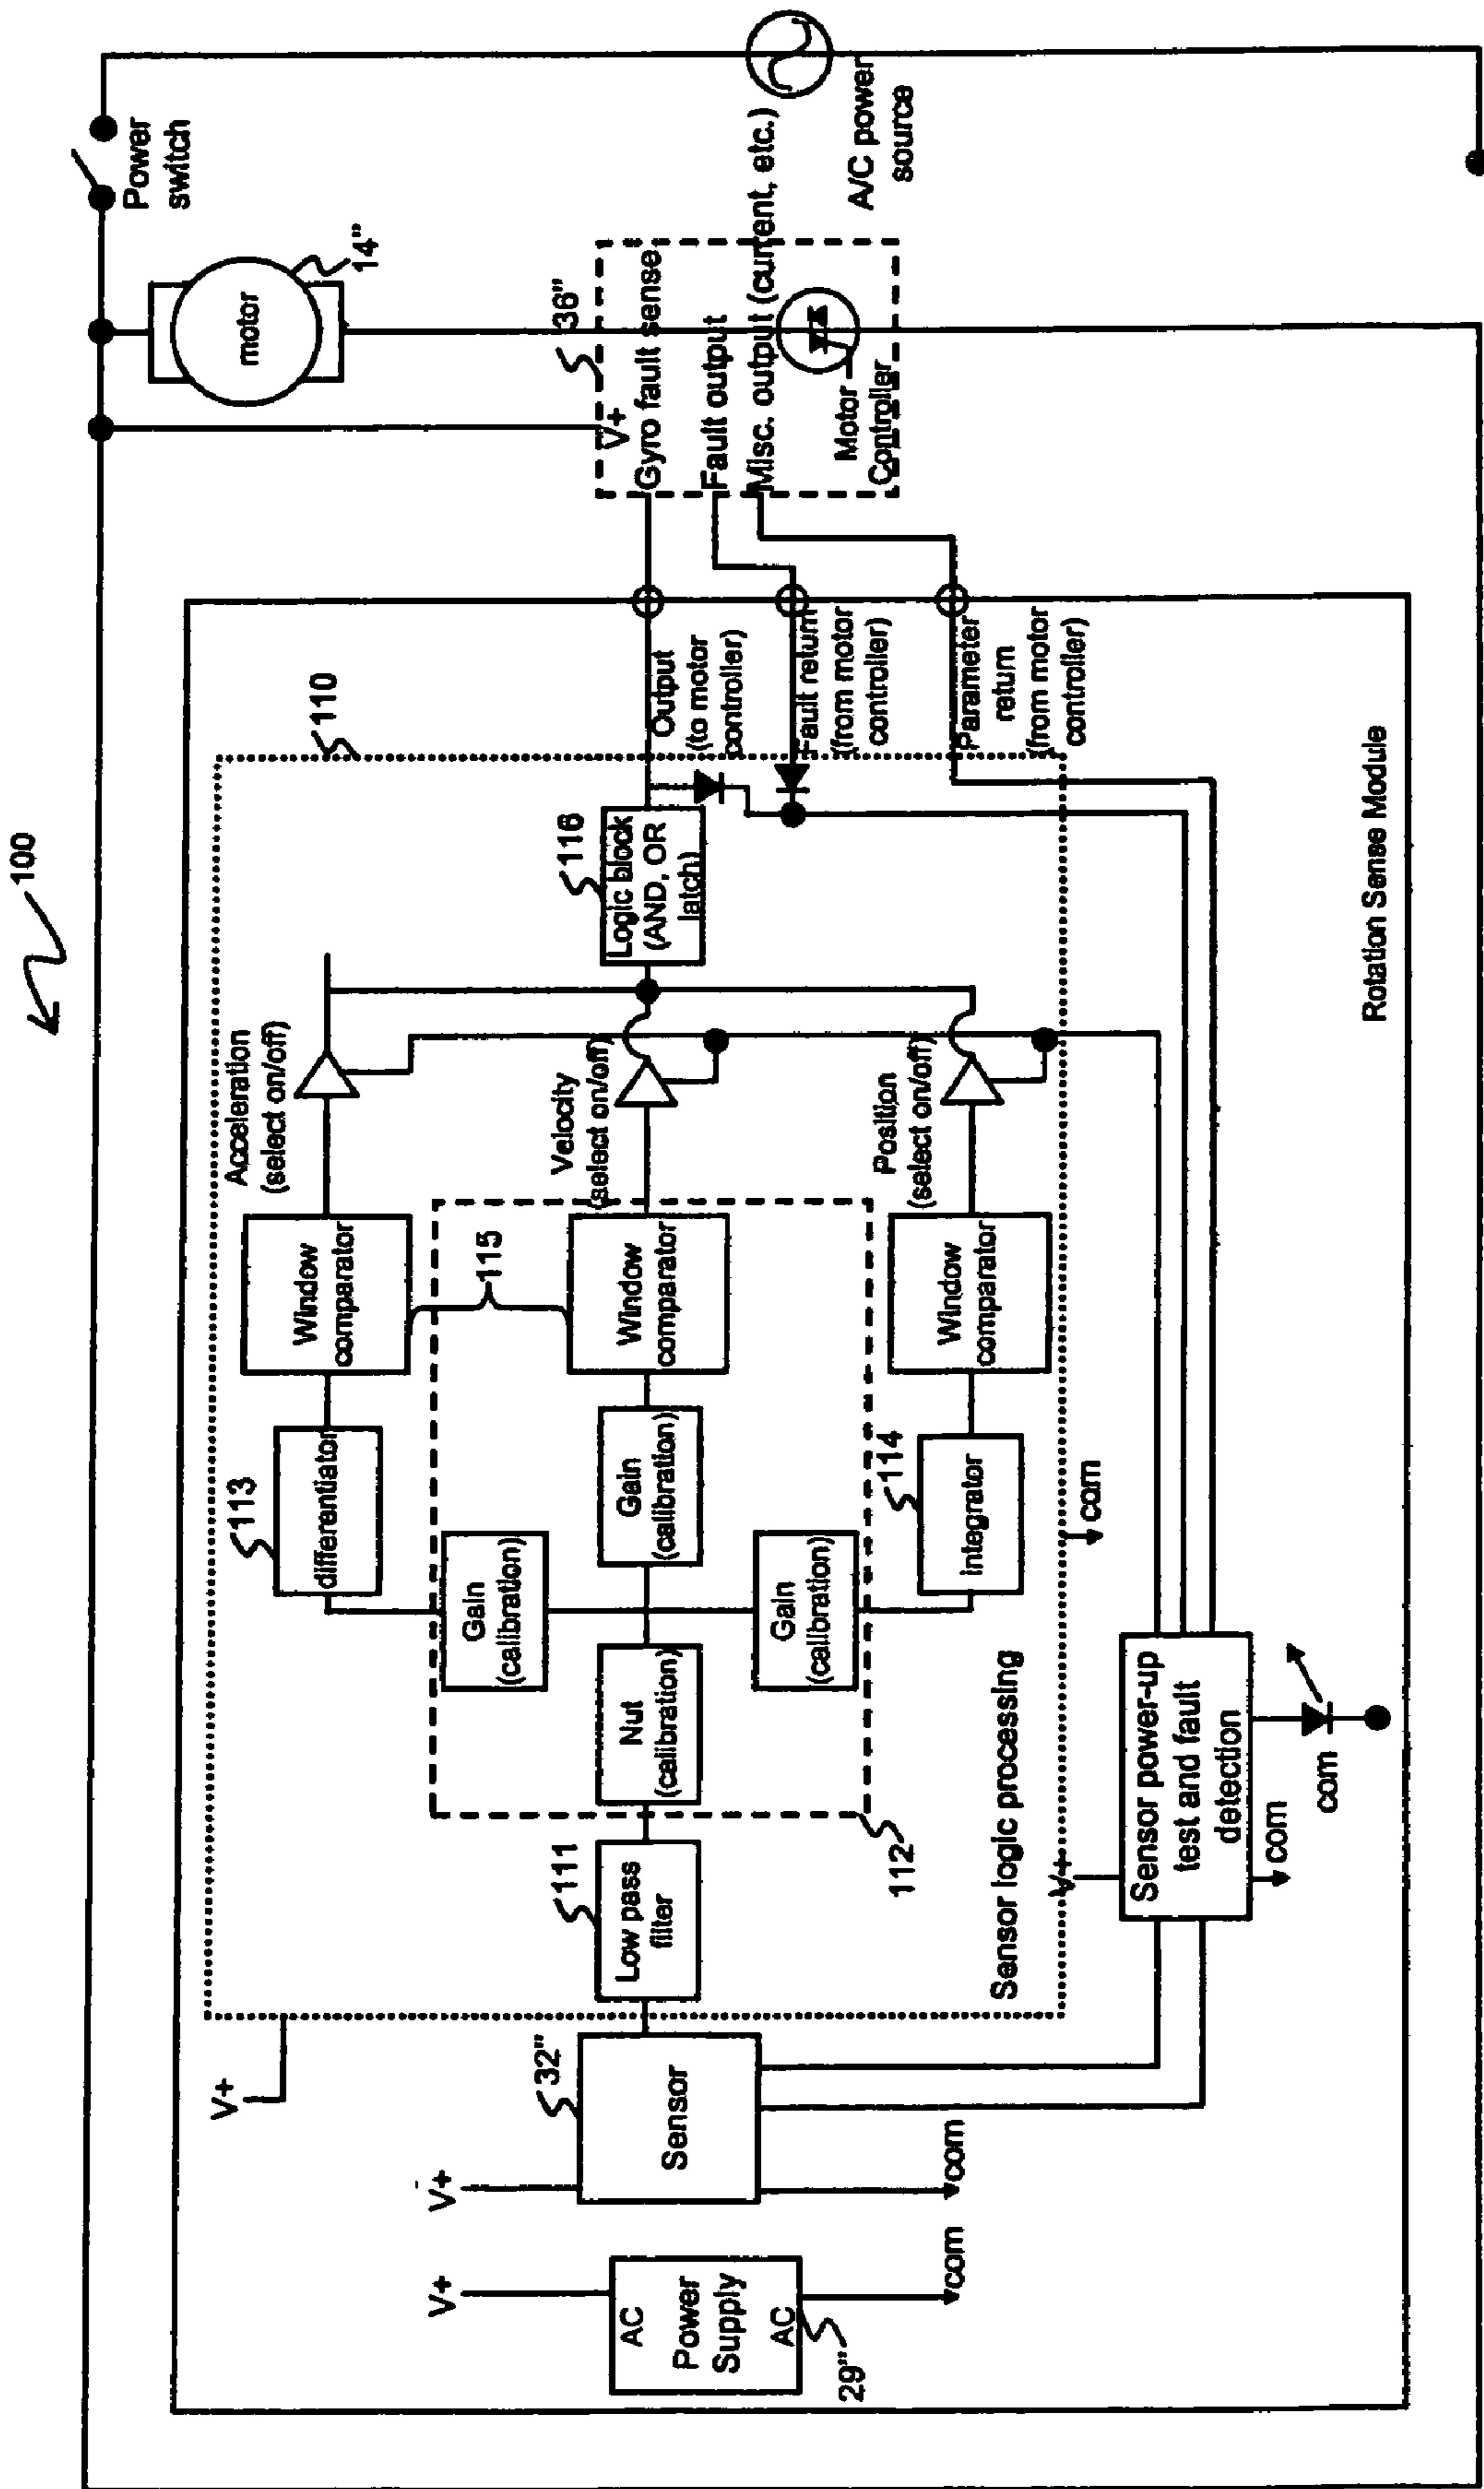 100
Power
switch
motor
14"
36"
V+
Gyro fault sense
Fault output
Misc. output (current, etc.)
Motor
Controller
A/C power
source
110
Output
(to motor
controller)
Fault return
(from motor
controller)
Parameter
return
(from motor
controller)
116
Logic block
(AND, OR
latch)
Acceleration
(select on/off)
Velocity
(select on/off)
Position
(select on/off)
Window
comparator
115
Window
comparator
Window
comparator
113
differentiator
Gain
(calibration)
Gain
(calibration)
Gain
(calibration)
114
integrator
com
Nut
(calibration)
111
Low pass
filter
112
Sensor logic processing
V+
32"
Sensor
V+
com
V+
AC
Power
Supply
AC
29"
com
V+
Sensor power-up
test and fault
detection
com
com
Rotation Sense Module